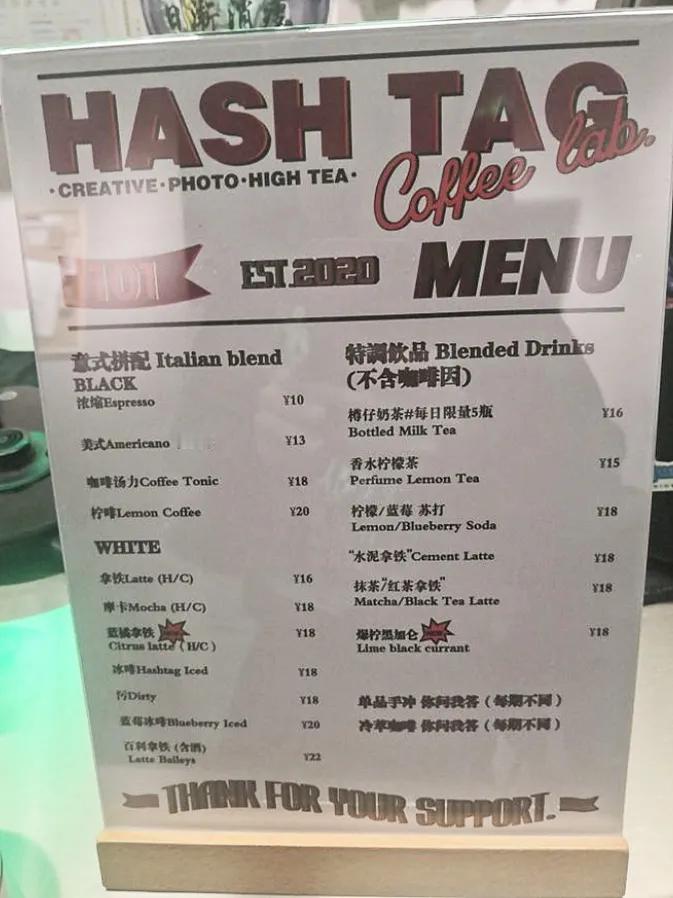 HASH TAG
Coffee lab.
·CREATIVE·PHOTO·HIGH TEA·
101
EST.2020
MENU
意式拼配 Italian blend
BLACK
浓缩Espresso ¥10
美式Americano ¥13
咖啡汤力Coffee Tonic ¥18
柠啡Lemon Coffee ¥20
WHITE
拿铁Latte (H/C) ¥16
摩卡Mocha (H/C) ¥18
蓝橘拿铁 ¥18
Citrus latte (H/C)
冰啡Hashtag Iced ¥18
污Dirty ¥18
蓝莓冰啡Blueberry Iced ¥20
百利拿铁 (含酒)
Latte Baileys ¥22
特調飲品 Blended Drinks
(不含咖啡因)
樽仔奶茶#每日限量5瓶 ¥16
Bottled Milk Tea
香水柠檬茶 ¥15
Perfume Lemon Tea
柠檬/蓝莓 苏打 ¥18
Lemon/Blueberry Soda
"水泥拿铁"Cement Latte ¥18
抹茶"/红茶拿铁" ¥18
Matcha/Black Tea Latte
爆柠黑加仑 ¥18
Lime black currant
单品手冲 你问我答（每期不同）
冷萃咖啡 你问我答（每期不同）
THANK FOR YOUR SUPPORT.